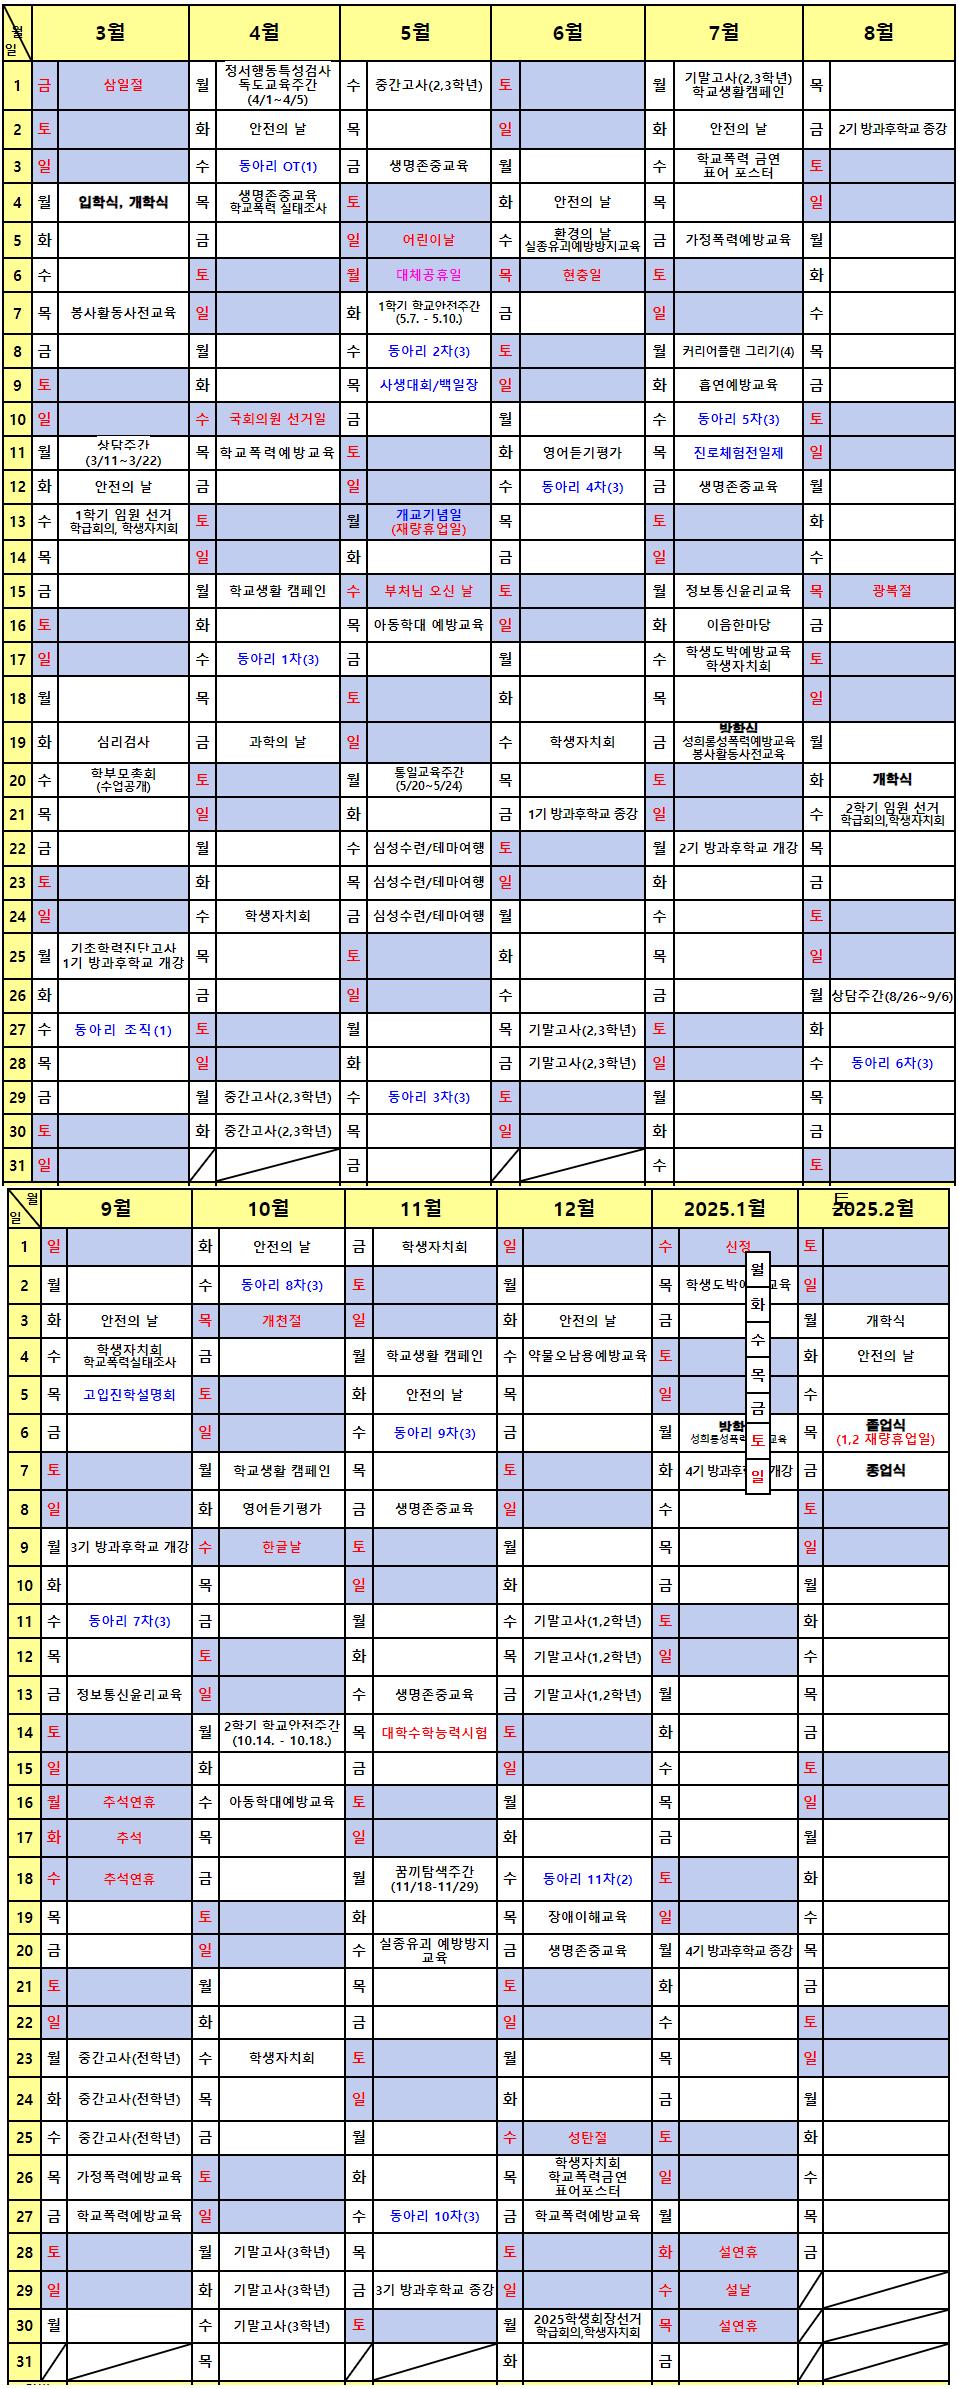 월 일 3월 4월 5월 6월 7월 8월
1 금 삼일절 월 정서행동특성검사 독도교육주간 (4/1~4/5) 수 중간고사(2,3학년) 토 월 기말고사(2,3학년) 학교생활캠페인 목
2 토 화 안전의 날 목 일 화 안전의 날 금 2기 방과후학교 종강
3 일 수 동아리 OT(1) 금 생명존중교육 월 수 학교폭력 금연 표어 포스터 토
4 월 입학식, 개학식 목 생명존중교육 학교폭력 실태조사 토 화 안전의 날 목 일
5 화 금 일 어린이날 수 환경의 날 실종유괴예방방지교육 금 가정폭력예방교육 월
6 수 토 월 대체공휴일 목 현충일 토 화
7 목 봉사활동사전교육 일 화 1학기 학교안전주간 (5.7. - 5.10.) 금 일 수
8 금 월 수 동아리 2차(3) 토 월 커리어플랜 그리기(4) 목
9 토 화 목 사생대회/백일장 일 화 흡연예방교육 금
10 일 수 국회의원 선거일 금 월 수 동아리 5차(3) 토
11 월 상담주간 (3/11~3/22) 목 학교폭력예방교육 토 화 영어듣기평가 목 진로체험전일제 일
12 화 안전의 날 금 일 수 동아리 4차(3) 금 생명존중교육 월
13 수 1학기 임원 선거 학급회의, 학생자치회 토 월 개교기념일 (재량휴업일) 목 토 화
14 목 일 화 금 일 수
15 금 월 학교생활 캠페인 수 부처님 오신 날 토 월 정보통신윤리교육 목 광복절
16 토 화 목 아동학대 예방교육 일 화 이음한마당 금
17 일 수 동아리 1차(3) 금 월 수 학생도박예방교육 학생자치회 토
18 월 목 토 화 목 일
19 화 심리검사 금 과학의 날 일 수 학생자치회 금 방학식 성희롱성폭력예방교육 봉사활동사전교육 월
20 수 학부모총회 (수업공개) 토 월 통일교육주간 (5/20~5/24) 목 토 화 개학식
21 목 일 화 금 1기 방과후학교 종강 일 수 2학기 임원 선거 학급회의,학생자치회
22 금 월 수 심성수련/테마여행 토 월 2기 방과후학교 개강 목
23 토 화 목 심성수련/테마여행 일 화 금
24 일 수 학생자치회 금 심성수련/테마여행 월 수 토
25 월 기초학력진단고사 1기 방과후학교 개강 목 토 화 목 일
26 화 금 일 수 금 월 상담주간(8/26~9/6)
27 수 동아리 조직(1) 토 월 목 기말고사(2,3학년) 토 화
28 목 일 화 금 기말고사(2,3학년) 일 수 동아리 6차(3)
29 금 월 중간고사(2,3학년) 수 동아리 3차(3) 토 월 목
30 토 화 중간고사(2,3학년) 목 일 화 금
31 일 금 수 토
월 일 9월 10월 11월 12월 2025.1월 토 2025.2월
1 일 화 안전의 날 금 학생자치회 일 수 신정 토
2 월 수 동아리 8차(3) 토 월 목 학생도박예 교육 일
3 화 안전의 날 목 개천절 일 화 안전의 날 금 월 개학식
4 수 학생자치회 학교폭력실태조사 금 월 학교생활 캠페인 수 약물오남용예방교육 토 화 안전의 날
5 목 고입진학설명회 토 화 안전의 날 목 일 수
6 금 일 수 동아리 9차(3) 금 월 방학 성희롱성폭력 교육 목 졸업식 (1,2 재량휴업일)
7 토 월 학교생활 캠페인 목 토 화 4기 방과후 개강 금 종업식
월
화
수
목
금
토
일
8 일 화 영어듣기평가 금 생명존중교육 일 수 토
9 월 3기 방과후학교 개강 수 한글날 토 월 목 일
10 화 목 일 화 금 월
11 수 동아리 7차(3) 금 월 수 기말고사(1,2학년) 토 화
12 목 토 화 목 기말고사(1,2학년) 일 수
13 금 정보통신윤리교육 일 수 생명존중교육 금 기말고사(1,2학년) 월 목
14 토 월 2학기 학교안전주간 (10.14. - 10.18.) 목 대학수학능력시험 토 화 금
15 일 화 금 일 수 토
16 월 추석연휴 수 아동학대예방교육 토 월 목 일
17 화 추석 목 일 화 금 월
18 수 추석연휴 금 월 꿈끼탐색주간 (11/18-11/29) 수 동아리 11차(2) 토 화
19 목 토 화 목 장애이해교육 일 수
20 금 일 수 실종유괴 예방방지 교육 금 생명존중교육 월 4기 방과후학교 종강 목
21 토 월 목 토 화 금
22 일 화 금 일 수 토
23 월 중간고사(전학년) 수 학생자치회 토 월 목 일
24 화 중간고사(전학년) 목 일 화 금 월
25 수 중간고사(전학년) 금 월 수 성탄절 토 화
26 목 가정폭력예방교육 토 화 목 학생자치회 학교폭력금연 표어포스터 일 수
27 금 학교폭력예방교육 일 수 동아리 10차(3) 금 학교폭력예방교육 월 목
28 토 월 기말고사(3학년) 목 토 화 설연휴 금
29 일 화 기말고사(3학년) 금 3기 방과후학교 종강 일 수 설날
30 월 수 기말고사(3학년) 토 월 2025학생회장선거 학급회의,학생자치회 목 설연휴
31 목 화 금